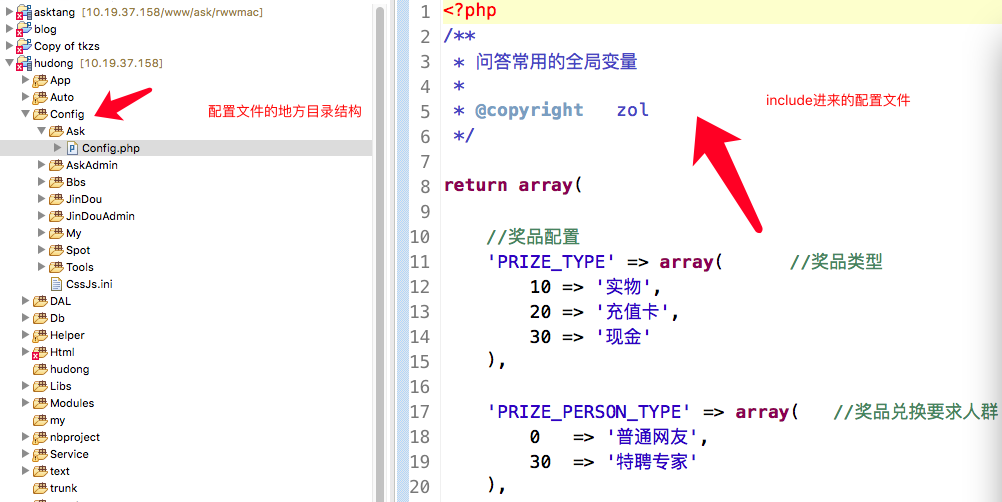 asktang [10.19.37.158/www/ask/rwwmac]
blog
Copy of tkzs
hudong [10.19.37.158]
App
Auto
Config
配置文件的地方目录结构
Ask
Config.php
AskAdmin
Bbs
JinDou
JinDouAdmin
My
Spot
Tools
CssJs.ini
DAL
Db
Helper
Html
hudong
Libs
Modules
my
nbproject
Service
text
trunk
1 <?php
2 /**
3 * 问答常用的全局变量
4 *
5 * @copyright zol
6 */
include进来的配置文件
7
8 return array(
9
10 //奖品配置
11 'PRIZE_TYPE' => array( //奖品类型
12 10 => '实物',
13 20 => '充值卡',
14 30 => '现金'
15 ),
16
17 'PRIZE_PERSON_TYPE' => array( //奖品兑换要求人群
18 0 => '普通网友',
19 30 => '特聘专家'
20 ),